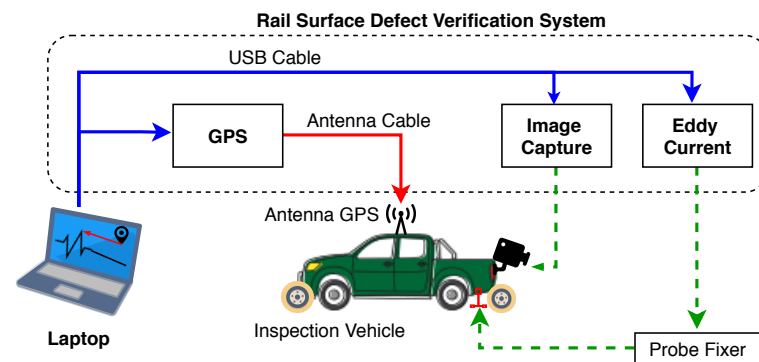 Rail Surface Defect Verification System
USB Cable
GPS
Antenna Cable
Image
Capture
Eddy
Current
Antenna GPS
Laptop
Inspection Vehicle
Probe Fixer